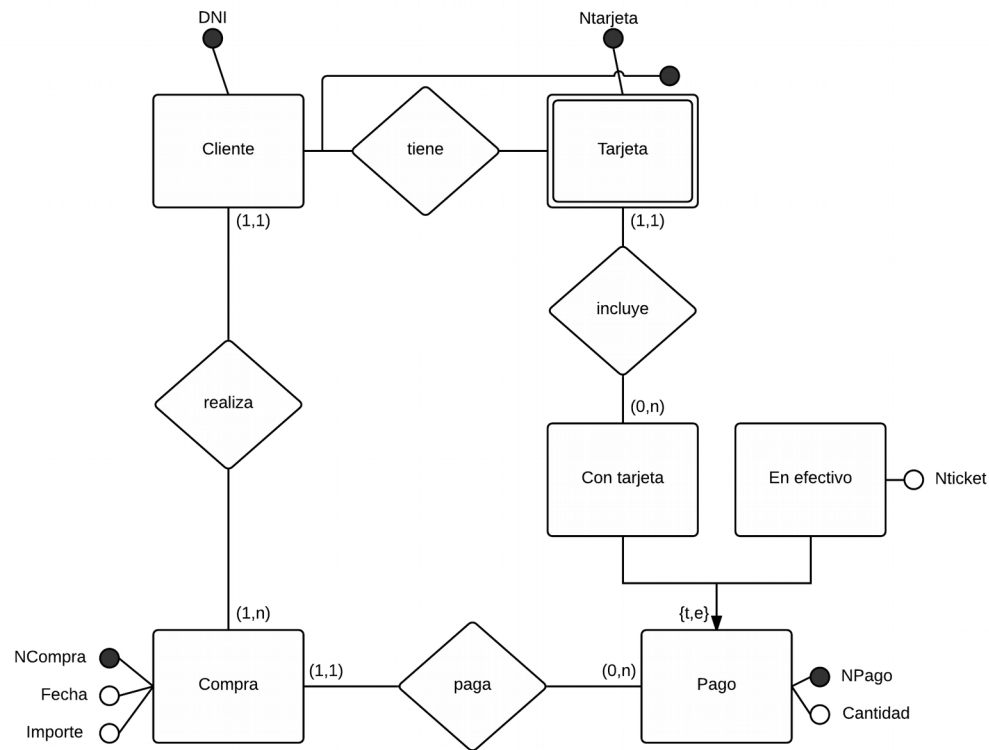 DNI
Ntarjeta
Cliente
tiene
Tarjeta
(1,1)
(1,1)
incluye
realiza
(0,n)
Con tarjeta
En efectivo
Nticket
(1,n)
{t,e}
NCompra
Fecha
Importe
Compra
(1,1)
paga
(0,n)
Pago
NPago
Cantidad